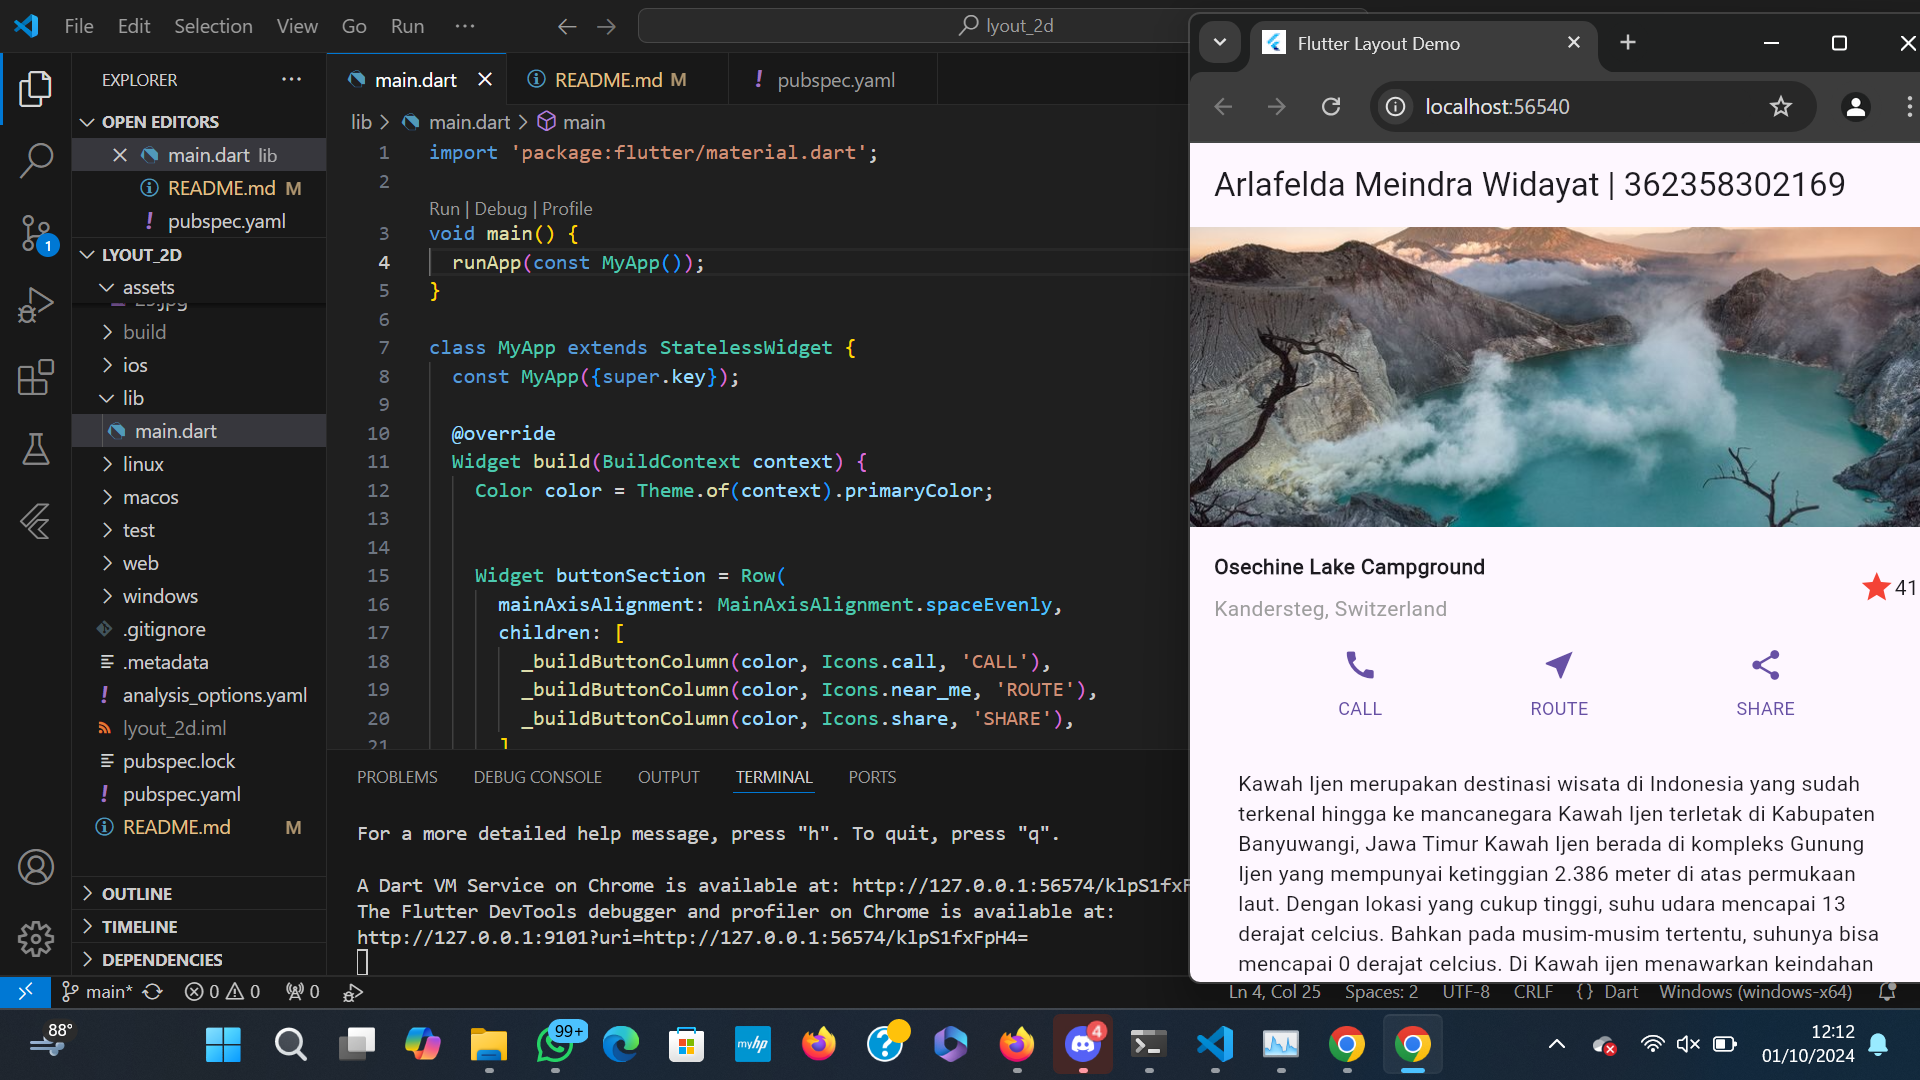 File Edit Selection View Go Run ···
lyout_2d
EXPLORER
OPEN EDITORS
main.dart lib
README.md M
pubspec.yaml
LYOUT_2D
assets
build
ios
lib
main.dart
linux
macos
test
web
windows
.gitignore
.metadata
analysis_options.yaml
lyout_2d.iml
pubspec.lock
pubspec.yaml
README.md M
OUTLINE
TIMELINE
DEPENDENCIES
1
main.dart
README.md M
pubspec.yaml
lib > main.dart > main
1 import 'package:flutter/material.dart';
2
Run | Debug | Profile
3 void main() {
4 runApp(const MyApp());
5 }
6
7 class MyApp extends StatelessWidget {
8 const MyApp({super.key});
9
10 @override
11 Widget build(BuildContext context) {
12 Color color = Theme.of(context).primaryColor;
13
14
15 Widget buttonSection = Row(
16 mainAxisAlignment: MainAxisAlignment.spaceEvenly,
17 children: [
18 _buildButtonColumn(color, Icons.call, 'CALL'),
19 _buildButtonColumn(color, Icons.near_me, 'ROUTE'),
20 _buildButtonColumn(color, Icons.share, 'SHARE'),
21 ]
PROBLEMS DEBUG CONSOLE OUTPUT TERMINAL PORTS
For a more detailed help message, press "h". To quit, press "q".
A Dart VM Service on Chrome is available at: http://127.0.0.1:56574/klpS1fxF
The Flutter DevTools debugger and profiler on Chrome is available at:
http://127.0.0.1:9101?uri=http://127.0.0.1:56574/klpS1fxFpH4=
Flutter Layout Demo
localhost:56540
Arlafelda Meindra Widayat | 362358302169
Osechine Lake Campground
Kandersteg, Switzerland
41
CALL ROUTE SHARE
Kawah Ijen merupakan destinasi wisata di Indonesia yang sudah
terkenal hingga ke mancanegara Kawah Ijen terletak di Kabupaten
Banyuwangi, Jawa Timur Kawah Ijen berada di kompleks Gunung
Ijen yang mempunyai ketinggian 2.386 meter di atas permukaan
laut. Dengan lokasi yang cukup tinggi, suhu udara mencapai 13
derajat celcius. Bahkan pada musim-musim tertentu, suhunya bisa
mencapai 0 derajat celcius. Di Kawah ijen menawarkan keindahan
main* 0 0 0
Ln 4, Col 25 Spaces: 2 UTF-8 CRLF {} Dart Windows (windows-x64)
88°
99+
myhp
4
12:12
01/10/2024